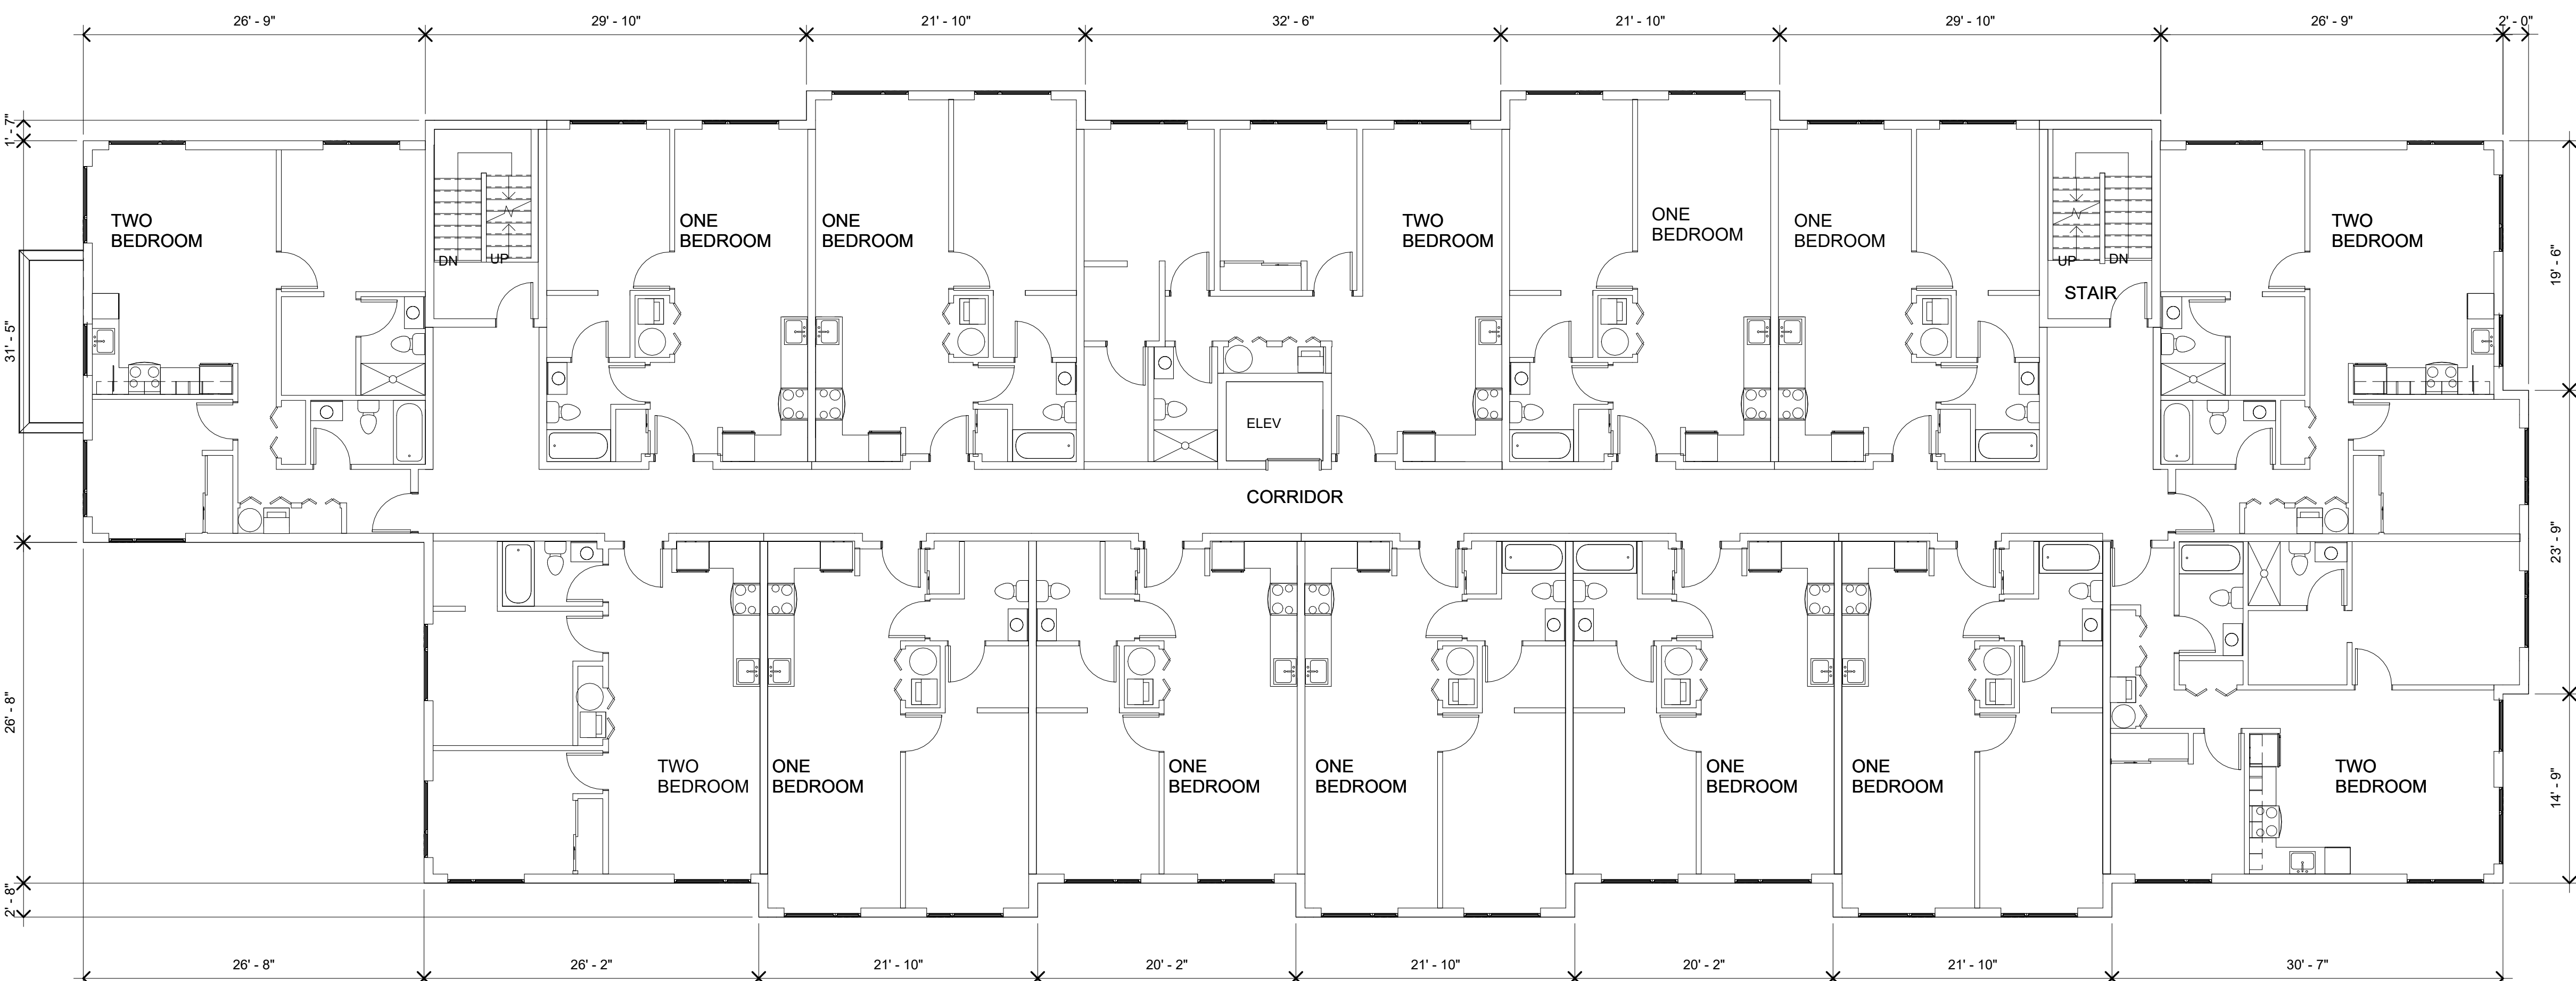 26' - 9"
29' - 10"
21' - 10"
32' - 6"
21' - 10"
29' - 10"
26' - 9"
2' - 0"
1' - 7"
31' - 5"
26' - 8"
2' - 8"
TWO
BEDROOM
DN
UP
ONE
BEDROOM
ONE
BEDROOM
TWO
BEDROOM
ONE
BEDROOM
ONE
BEDROOM
UP
DN
STAIR
TWO
BEDROOM
19' - 6"
23' - 9"
14' - 9"
ELEV
CORRIDOR
TWO
BEDROOM
ONE
BEDROOM
ONE
BEDROOM
ONE
BEDROOM
ONE
BEDROOM
ONE
BEDROOM
TWO
BEDROOM
26' - 8"
26' - 2"
21' - 10"
20' - 2"
21' - 10"
20' - 2"
21' - 10"
30' - 7"